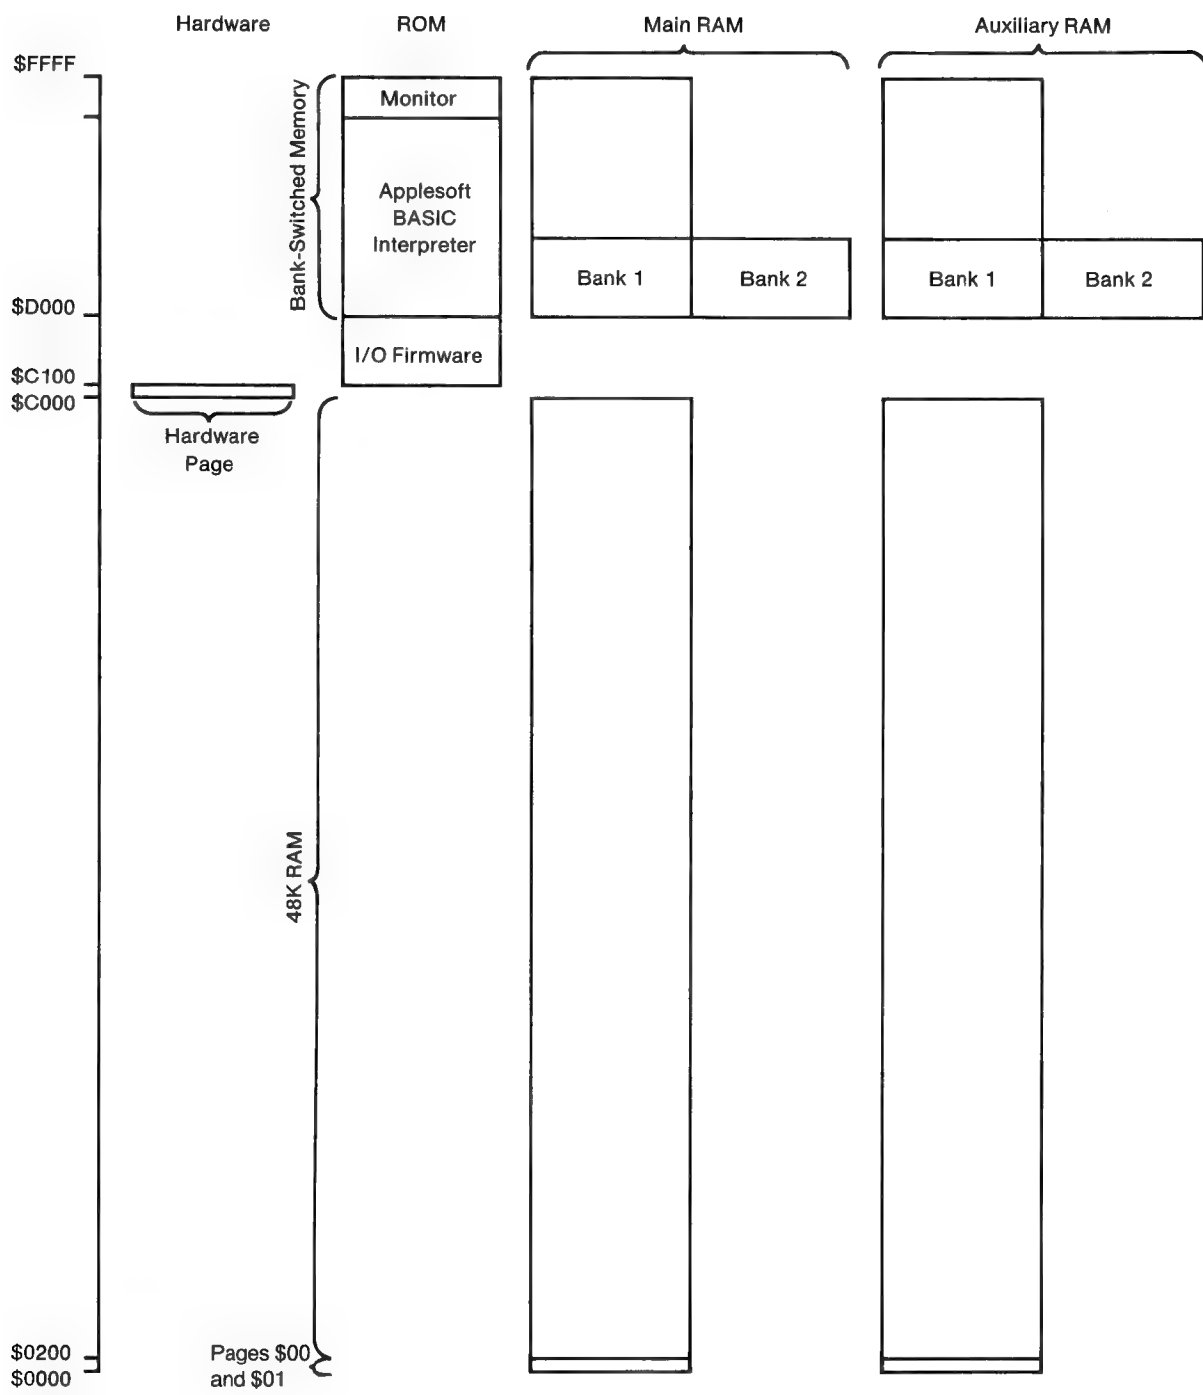 Hardware
ROM
Main RAM
Auxiliary RAM
$FFFF
Bank-Switched Memory
Monitor
Applesoft
BASIC
Interpreter
Bank 1
Bank 2
Bank 1
Bank 2
$D000
I/O Firmware
$C100
$C000
Hardware
Page
48K RAM
$0200
$0000
Pages $00
and $01